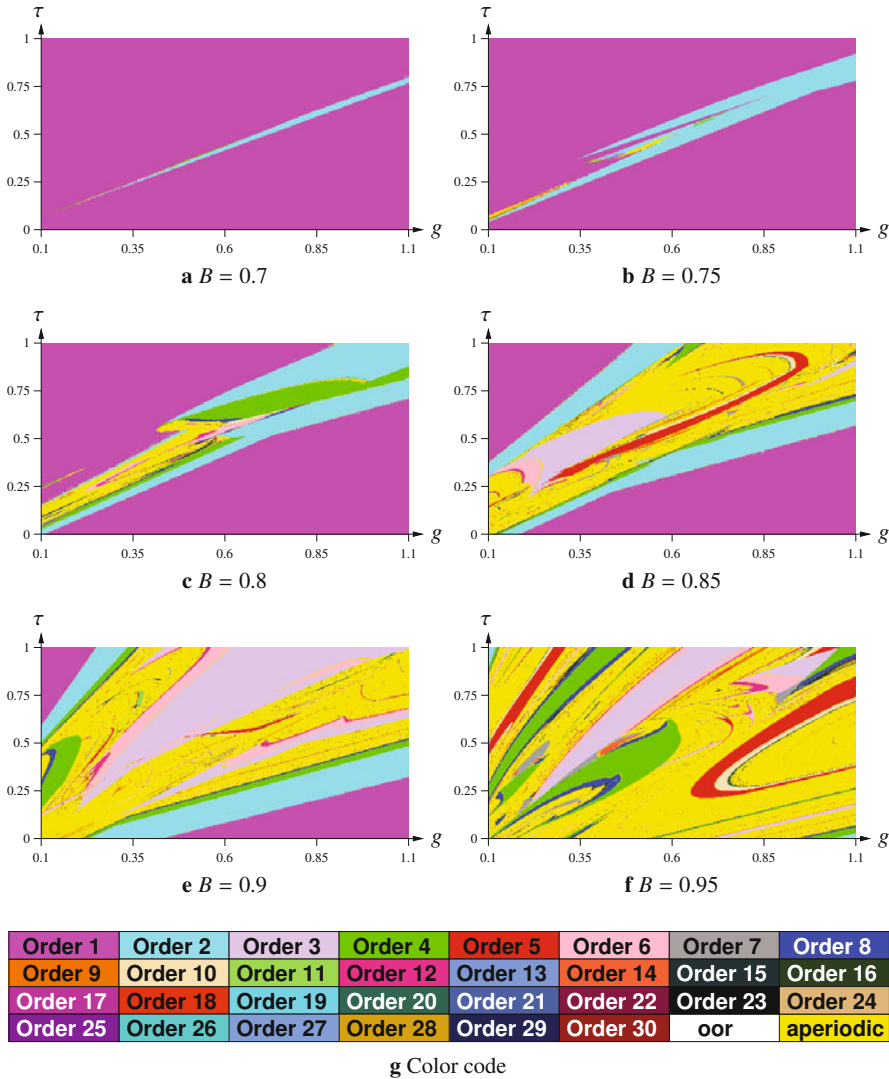 τ τ
1 1
0.75 0.75
0.5 0.5
0.25 0.25
0 0
g g
0.1 0.35 0.6 0.85 1.1 0.1 0.35 0.6 0.85 1.1
a B = 0.7 b B = 0.75
τ τ
1 1
0.75 0.75
0.5 0.5
0.25 0.25
0 0
g g
0.1 0.35 0.6 0.85 1.1 0.1 0.35 0.6 0.85 1.1
c B = 0.8 d B = 0.85
τ τ
1 1
0.75 0.75
0.5 0.5
0.25 0.25
0 0
g g
0.1 0.35 0.6 0.85 1.1 0.1 0.35 0.6 0.85 1.1
e B = 0.9 f B = 0.95
Order 1 Order 2 Order 3 Order 4 Order 5 Order 6 Order 7 Order 8
Order 9 Order 10 Order 11 Order 12 Order 13 Order 14 Order 15 Order 16
Order 17 Order 18 Order 19 Order 20 Order 21 Order 22 Order 23 Order 24
Order 25 Order 26 Order 27 Order 28 Order 29 Order 30 oor aperiodic
g Color code